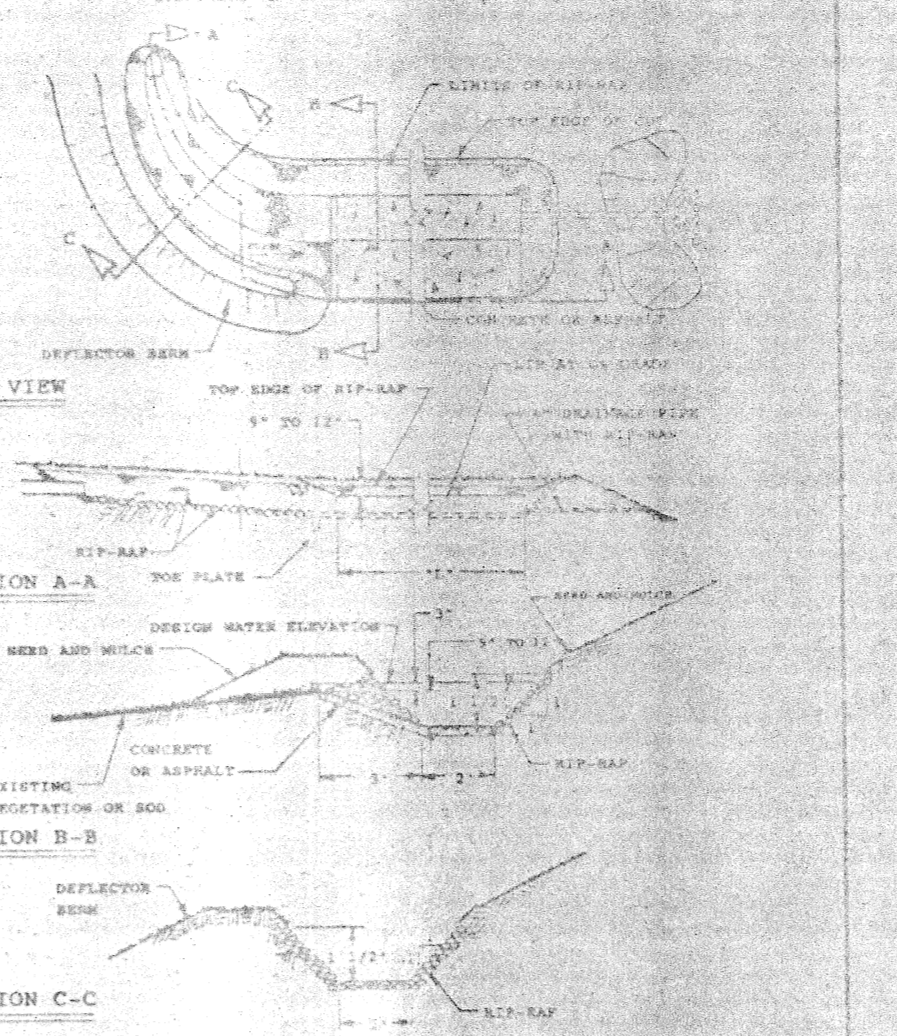 A
C
B
LIMITS OF RIP-RAP
TOP EDGE OF CUT
C
CONCRETE OR ASPHALT
DEFLECTOR BERM
B
VIEW
TOP EDGE OF RIP-RAP
9" TO 12"
DRAINAGE PIPE
WITH RIP-RAP
RIP-RAP
TOE PLATE
"L"
ION A-A
SEED AND MULCH
3"
DESIGN WATER ELEVATION
9" TO 12
SEED AND MULCH
CONCRETE
OR ASPHALT
3'
2'
RIP-RAP
XISTING
EGETATION OR SOD
ION B-B
DEFLECTOR
BERM
1 1/2'
RIP-RAP
ION C-C